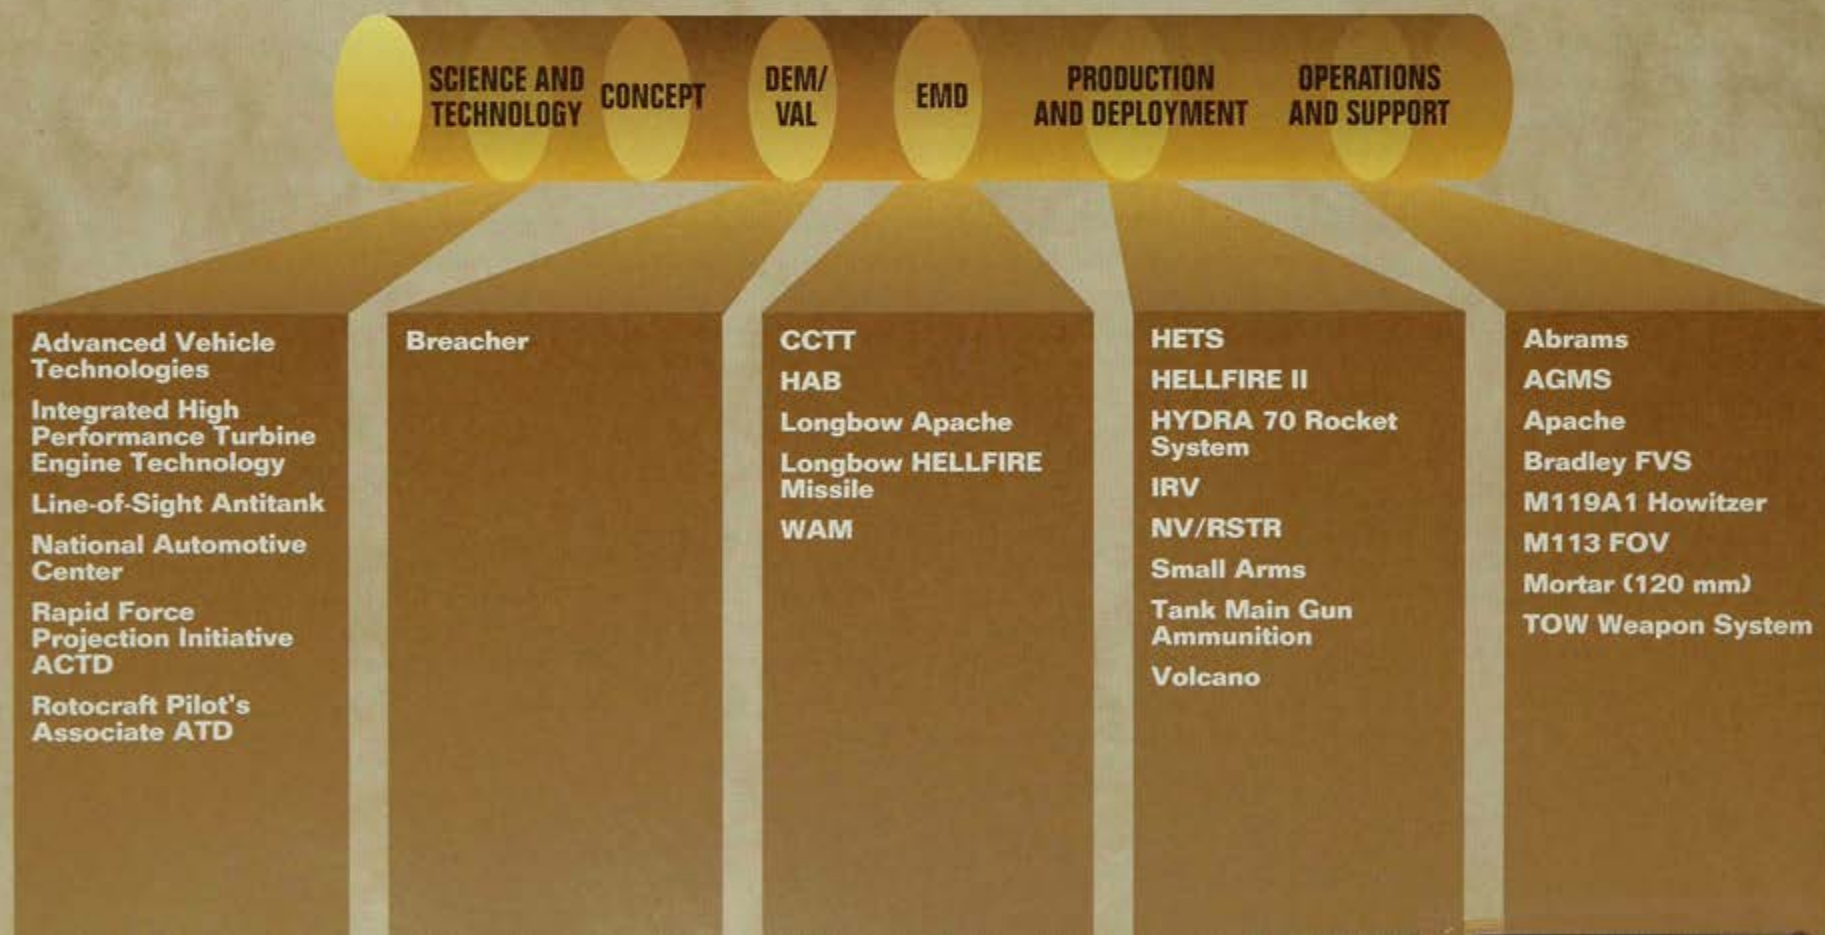 SCIENCE AND
TECHNOLOGY
CONCEPT
DEM/
VAL
EMD
PRODUCTION
AND DEPLOYMENT
OPERATIONS
AND SUPPORT
Advanced Vehicle
Technologies
Integrated High
Performance Turbine
Engine Technology
Line-of-Sight Antitank
National Automotive
Center
Rapid Force
Projection Initiative
ACTD
Rotocraft Pilot's
Associate ATD
Breacher
CCTT
HAB
Longbow Apache
Longbow HELLFIRE
Missile
WAM
HETS
HELLFIRE II
HYDRA 70 Rocket
System
IRV
NV/RSTR
Small Arms
Tank Main Gun
Ammunition
Volcano
Abrams
AGMS
Apache
Bradley FVS
M119A1 Howitzer
M113 FOV
Mortar (120 mm)
TOW Weapon System